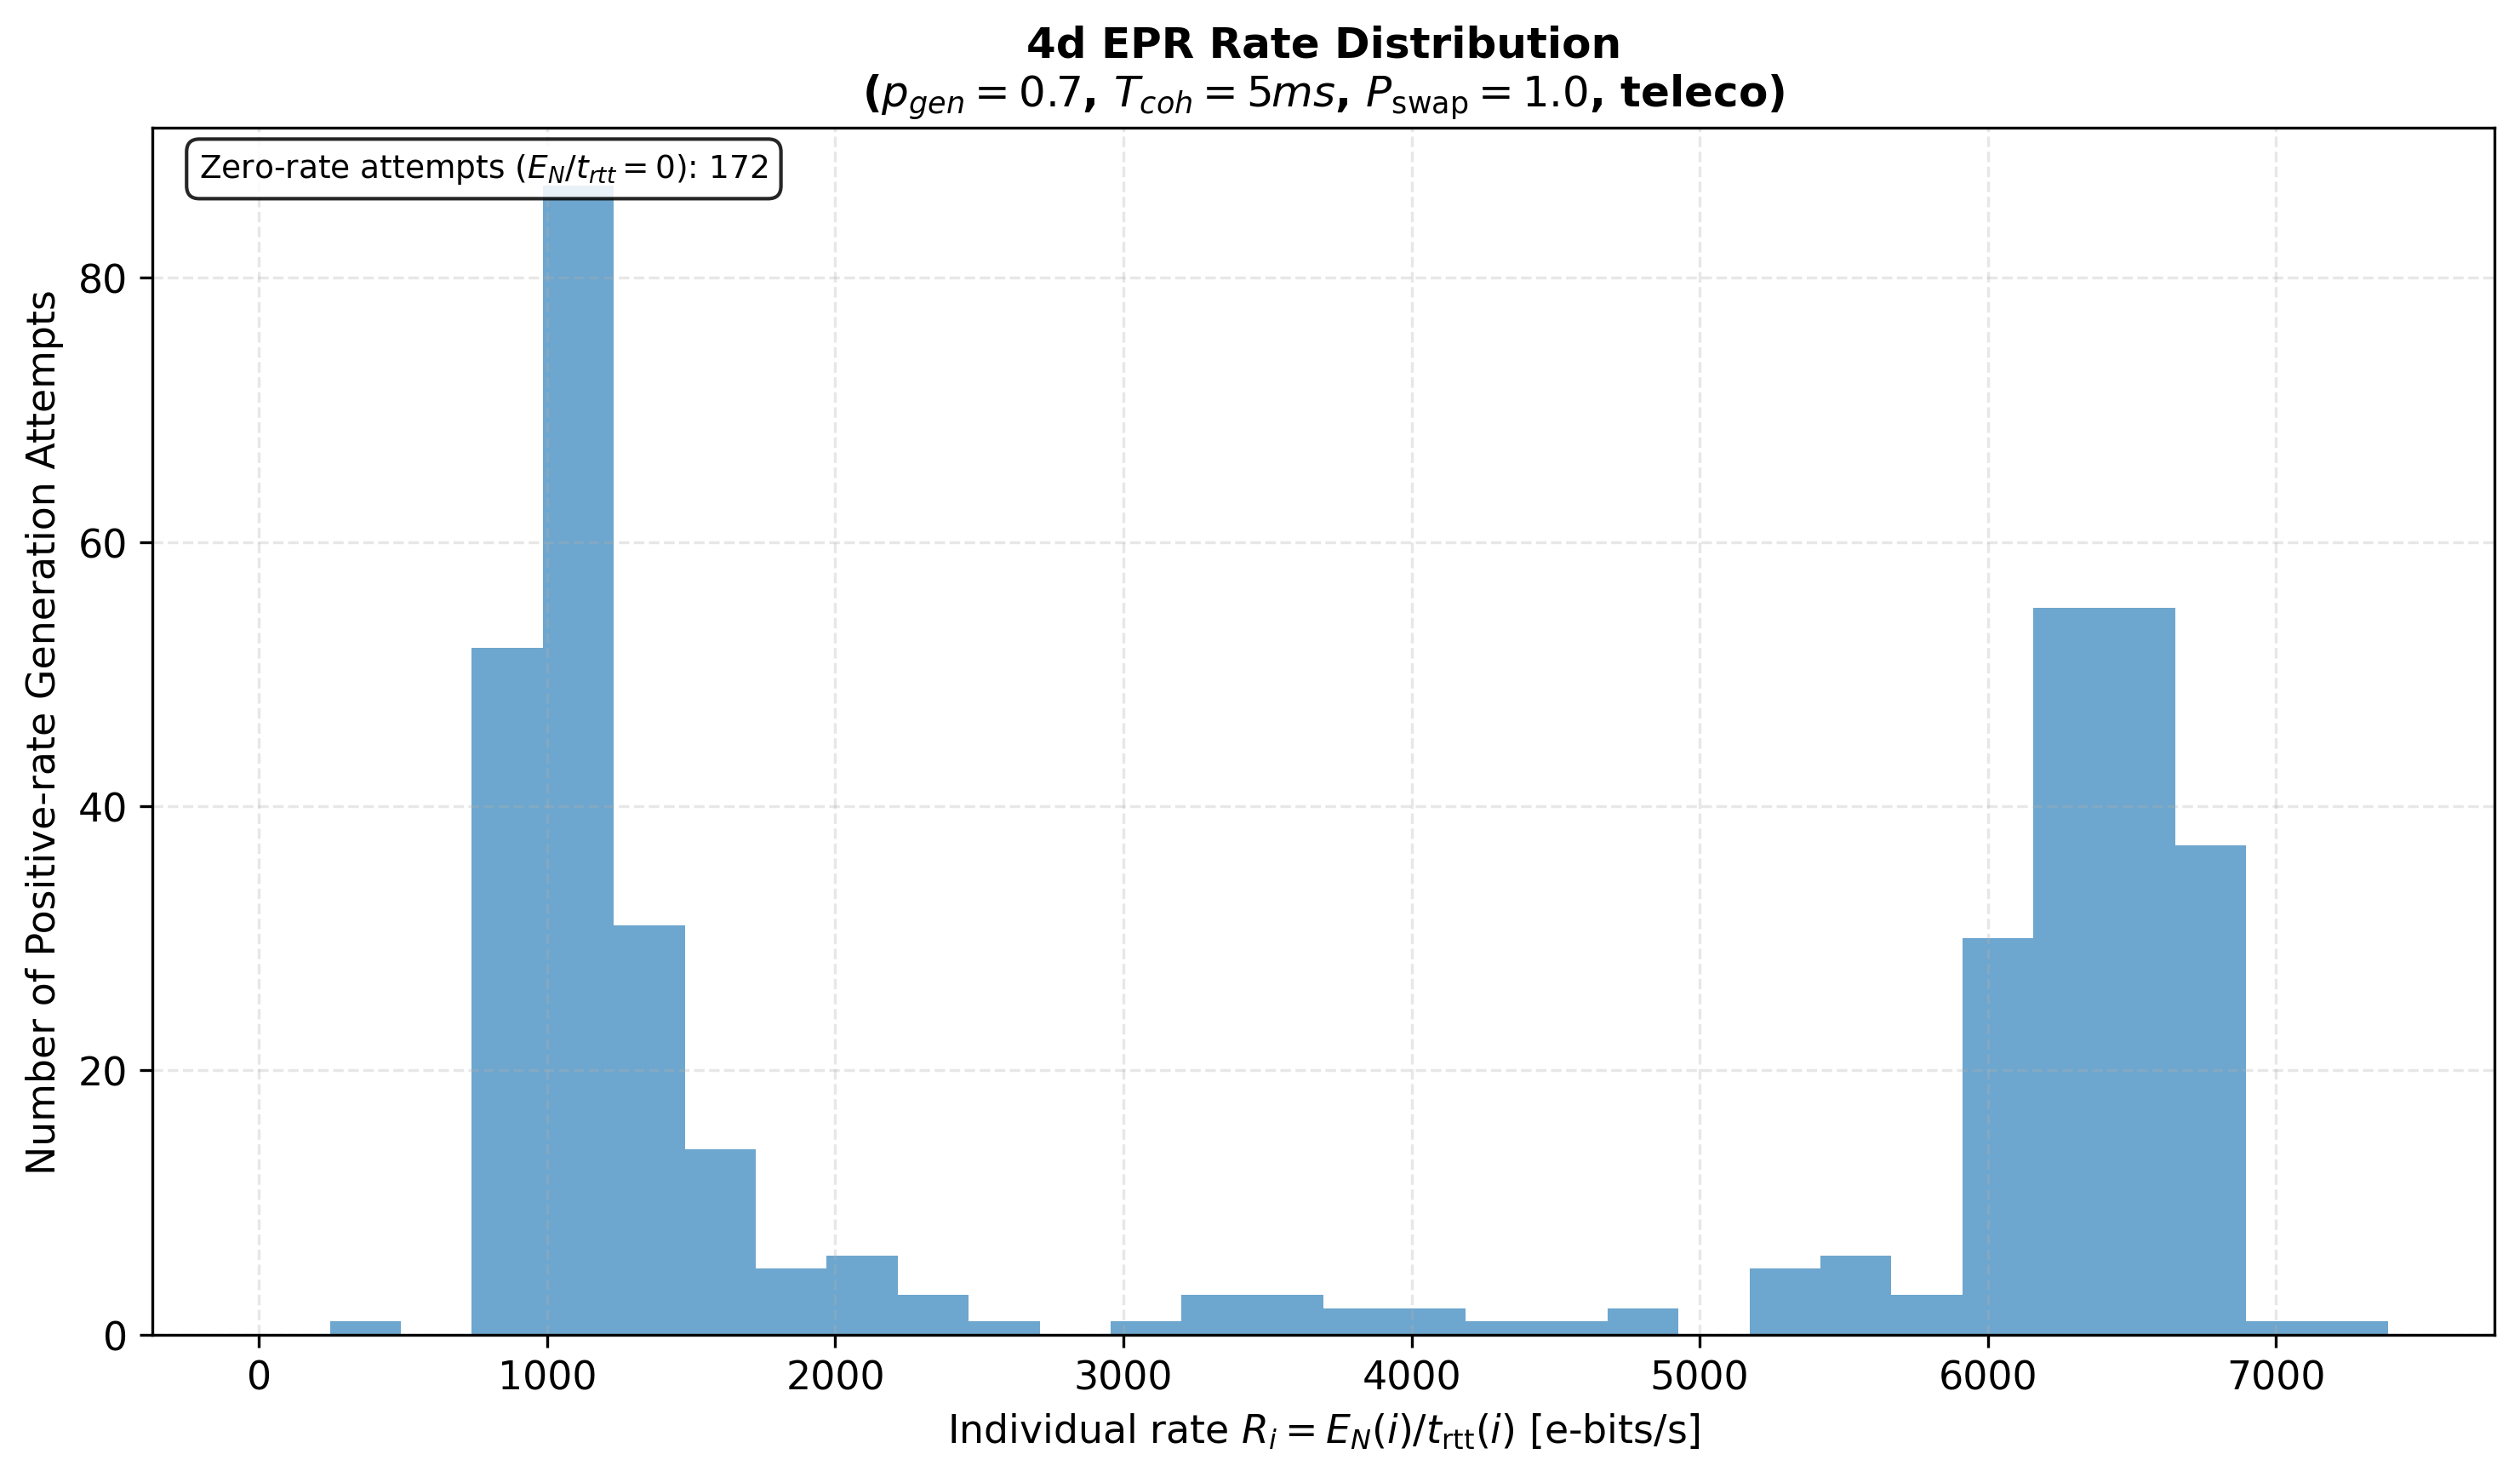 4d EPR Rate Distribution
(p_gen = 0.7, T_coh = 5ms, P_swap = 1.0, teleco)
Zero-rate attempts (E_N/t_rtt = 0): 172
Number of Positive-rate Generation Attempts
80
60
40
20
0
0 1000 2000 3000 4000 5000 6000 7000
Individual rate R_i = E_N(i)/t_rtt(i) [e-bits/s]